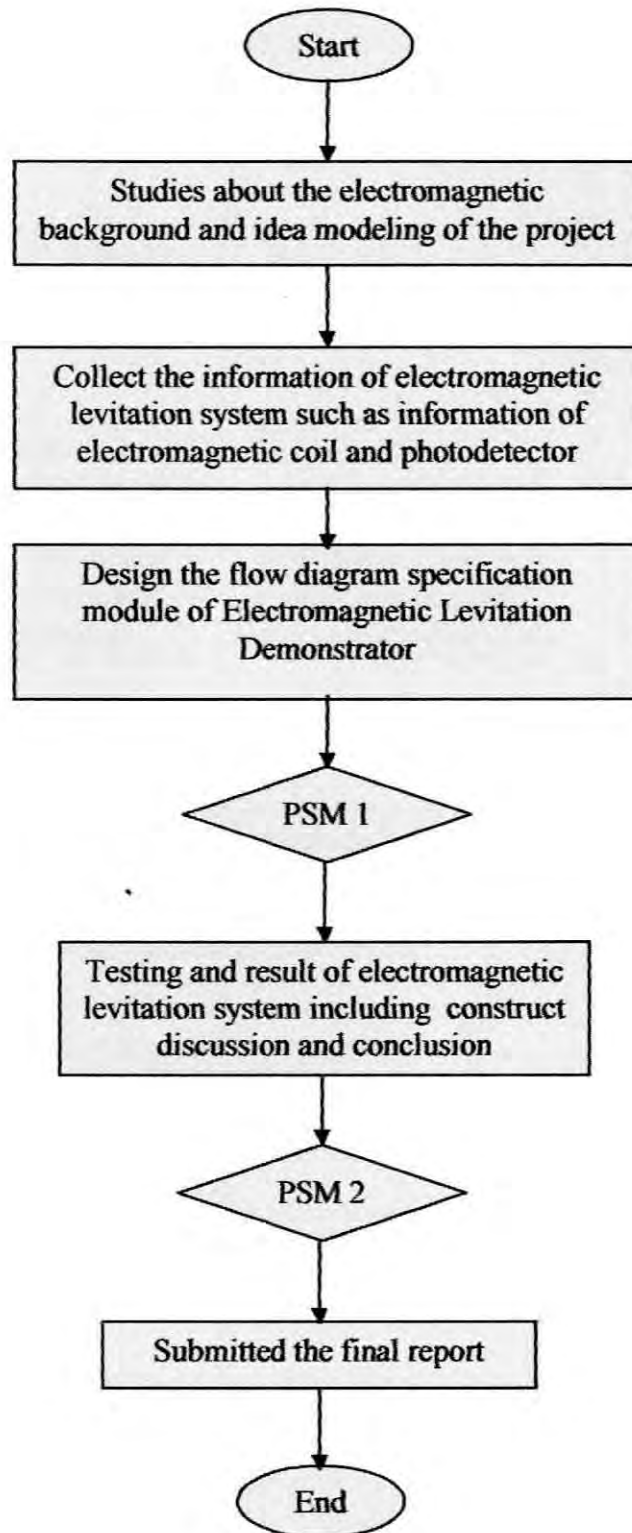 Start
Studies about the electromagnetic
background and idea modeling of the project
Collect the information of electromagnetic
levitation system such as information of
electromagnetic coil and photodetector
Design the flow diagram specification
module of Electromagnetic Levitation
Demonstrator
PSM 1
Testing and result of electromagnetic
levitation system including construct
discussion and conclusion
PSM 2
Submitted the final report
End